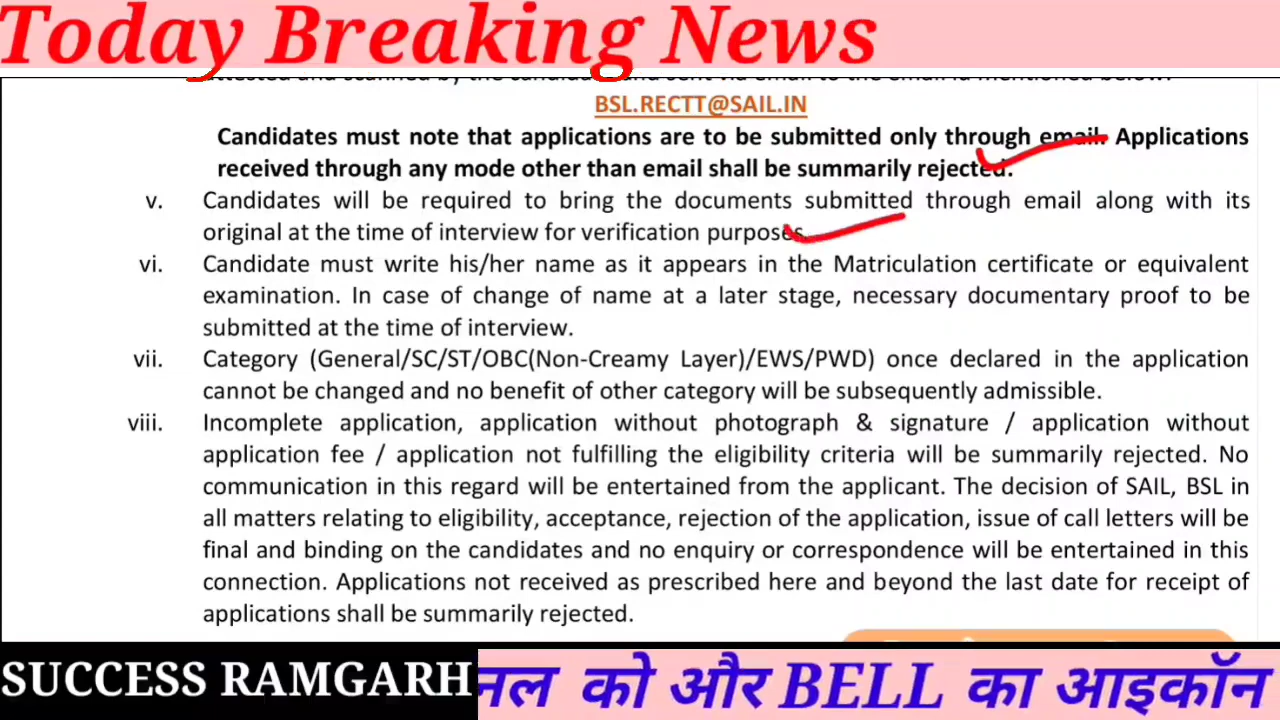 Today Breaking News
BSL.RECTT@SAIL.IN
Candidates must note that applications are to be submitted only through email. Applications
received through any mode other than email shall be summarily rejected.
v. Candidates will be required to bring the documents submitted through email along with its
original at the time of interview for verification purposes.
vi. Candidate must write his/her name as it appears in the Matriculation certificate or equivalent
examination. In case of change of name at a later stage, necessary documentary proof to be
submitted at the time of interview.
vii. Category (General/SC/ST/OBC(Non-Creamy Layer)/EWS/PWD) once declared in the application
cannot be changed and no benefit of other category will be subsequently admissible.
viii. Incomplete application, application without photograph & signature / application without
application fee / application not fulfilling the eligibility criteria will be summarily rejected. No
communication in this regard will be entertained from the applicant. The decision of SAIL, BSL in
all matters relating to eligibility, acceptance, rejection of the application, issue of call letters will be
final and binding on the candidates and no enquiry or correspondence will be entertained in this
connection. Applications not received as prescribed here and beyond the last date for receipt of
applications shall be summarily rejected.
SUCCESS RAMGARH नल को और BELL का आइकॉन